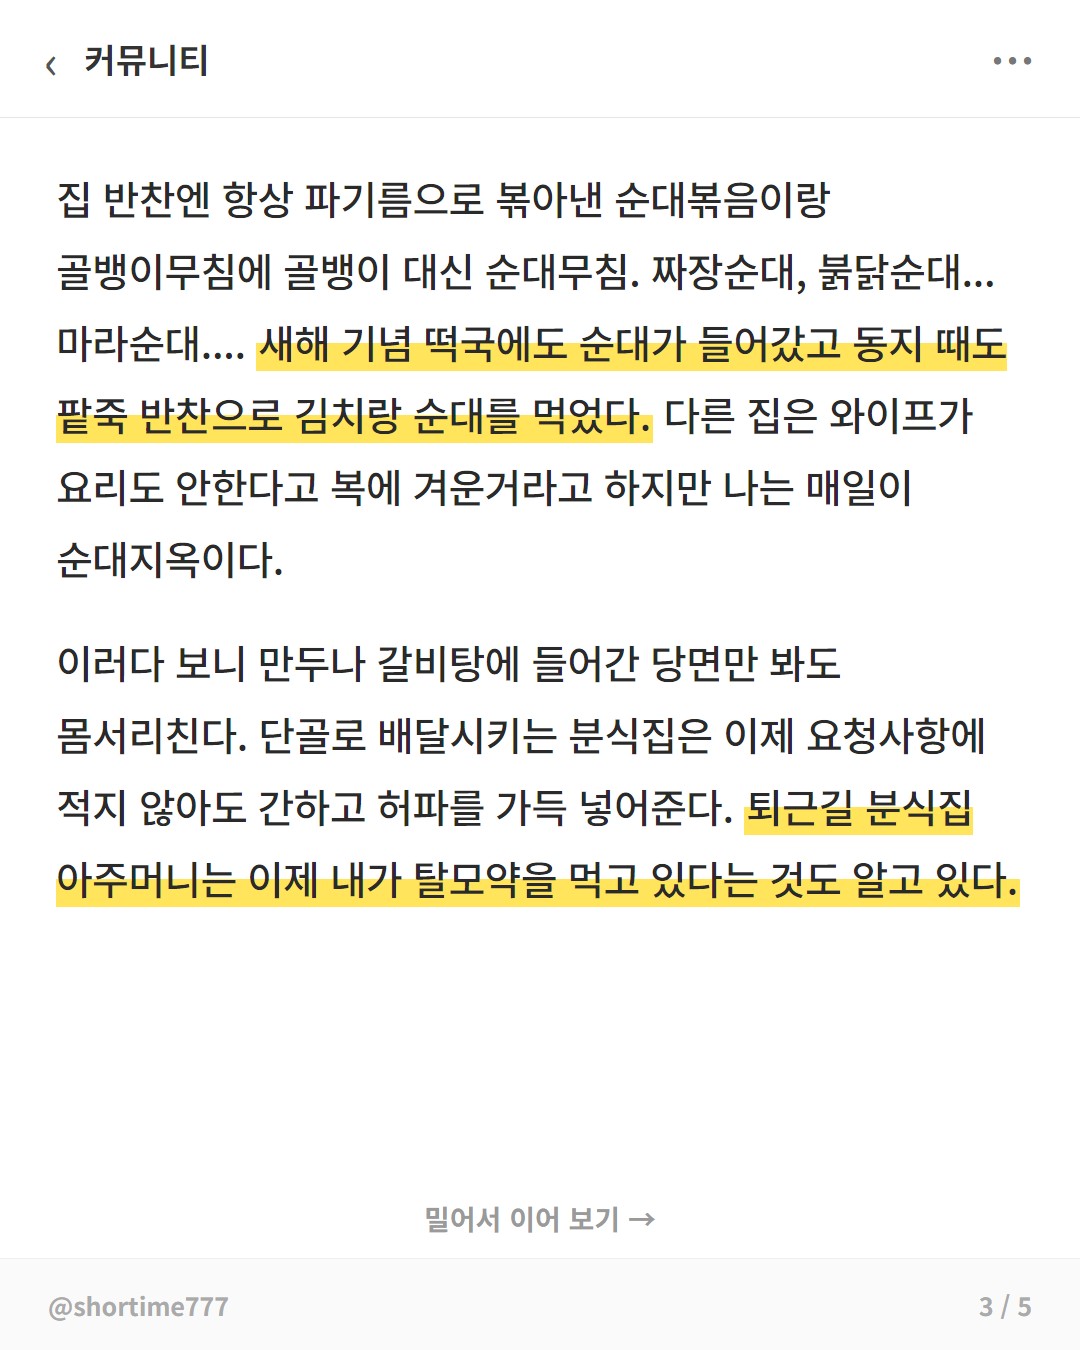 ‹ 커뮤니티 •••
집 반찬엔 항상 파기름으로 볶아낸 순대볶음이랑
골뱅이무침에 골뱅이 대신 순대무침. 짜장순대, 붉닭순대...
마라순대.... 새해 기념 떡국에도 순대가 들어갔고 동지 때도
팥죽 반찬으로 김치랑 순대를 먹었다. 다른 집은 와이프가
요리도 안한다고 복에 겨운거라고 하지만 나는 매일이
순대지옥이다.
이러다 보니 만두나 갈비탕에 들어간 당면만 봐도
몸서리친다. 단골로 배달시키는 분식집은 이제 요청사항에
적지 않아도 간하고 허파를 가득 넣어준다. 퇴근길 분식집
아주머니는 이제 내가 탈모약을 먹고 있다는 것도 알고 있다.
밀어서 이어 보기 →
@shortime777
3 / 5